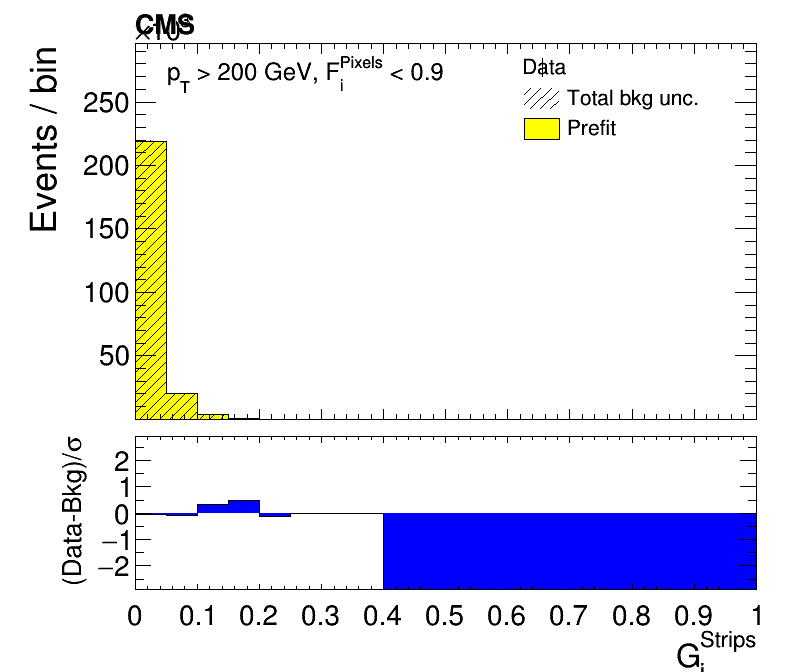 CMS
×10³
p_T > 200 GeV, F_i^Pixels < 0.9
Data
Total bkg unc.
Prefit
Events / bin
250
200
150
100
50
(Data-Bkg)/σ
2
1
0
−1
−2
0 0.1 0.2 0.3 0.4 0.5 0.6 0.7 0.8 0.9 1
G_i^Strips